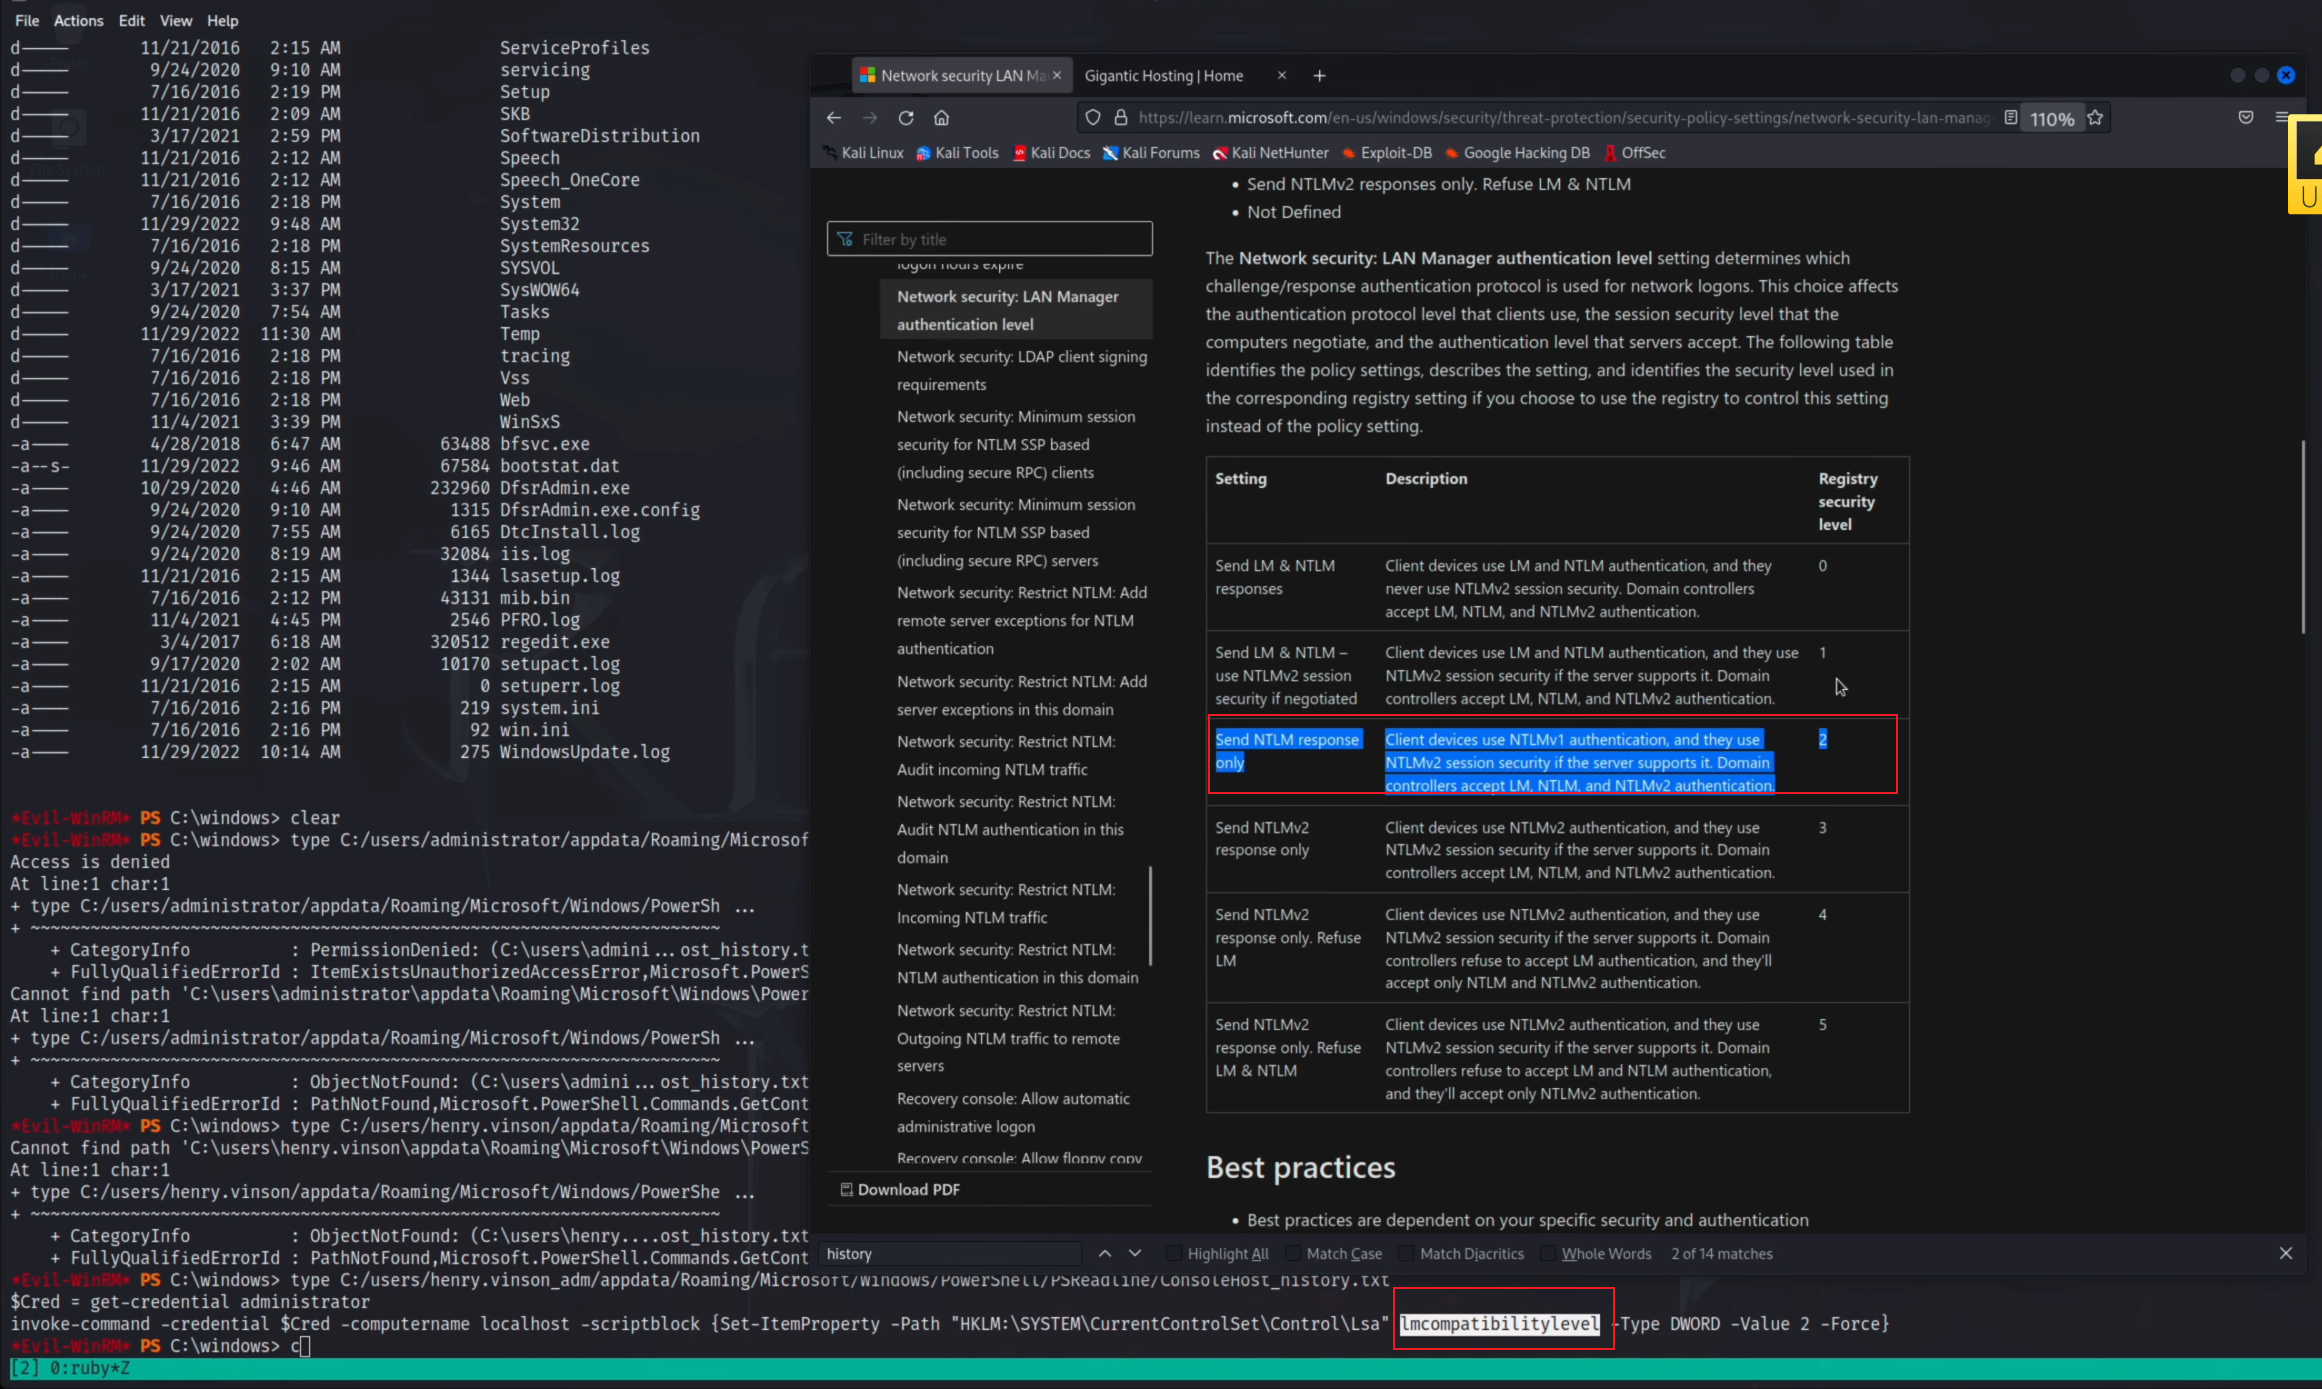 File Actions Edit View Help
d----- 11/21/2016 2:15 AM ServiceProfiles
d----- 9/24/2020 9:10 AM servicing
d----- 7/16/2016 2:19 PM Setup
d----- 11/21/2016 2:09 AM SKB
d----- 3/17/2021 2:59 PM SoftwareDistribution
d----- 11/21/2016 2:12 AM Speech
d----- 11/21/2016 2:12 AM Speech_OneCore
d----- 7/16/2016 2:18 PM System
d----- 11/29/2022 9:48 AM System32
d----- 7/16/2016 2:18 PM SystemResources
d----- 9/24/2020 8:15 AM SYSVOL
d----- 3/17/2021 3:37 PM SysWOW64
d----- 9/24/2020 7:54 AM Tasks
d----- 11/29/2022 11:30 AM Temp
d----- 7/16/2016 2:18 PM tracing
d----- 7/16/2016 2:18 PM Vss
d----- 7/16/2016 2:18 PM Web
d----- 11/4/2021 3:39 PM WinSxS
-a---- 4/28/2018 6:47 AM 63488 bfsvc.exe
-a--s- 11/29/2022 9:46 AM 67584 bootstat.dat
-a---- 10/29/2020 4:46 AM 232960 DfsrAdmin.exe
-a---- 9/24/2020 9:10 AM 1315 DfsrAdmin.exe.config
-a---- 9/24/2020 7:55 AM 6165 DtcInstall.log
-a---- 9/24/2020 8:19 AM 32084 iis.log
-a---- 11/21/2016 2:15 AM 1344 lsasetup.log
-a---- 7/16/2016 2:12 PM 43131 mib.bin
-a---- 11/4/2021 4:45 PM 2546 PFRO.log
-a---- 3/4/2017 6:18 AM 320512 regedit.exe
-a---- 9/17/2020 2:02 AM 10170 setupact.log
-a---- 11/21/2016 2:15 AM 0 setuperr.log
-a---- 7/16/2016 2:16 PM 219 system.ini
-a---- 7/16/2016 2:16 PM 92 win.ini
-a---- 11/29/2022 10:14 AM 275 WindowsUpdate.log
*Evil-WinRM* PS C:\windows> clear
*Evil-WinRM* PS C:\windows> type C:/users/administrator/appdata/Roaming/Microsof
Access is denied
At line:1 char:1
+ type C:/users/administrator/appdata/Roaming/Microsoft/Windows/PowerSh ...
+ ~~~~~~~~~~~~~~~~~~~~~~~~~~~~~~~~~~~~~~~~~~~~~~~~~~~~~~~~~~~~~~~~~~~~~
+ CategoryInfo : PermissionDenied: (C:\users\admini...ost_history.t
+ FullyQualifiedErrorId : ItemExistsUnauthorizedAccessError,Microsoft.PowerS
Cannot find path 'C:\users\administrator\appdata\Roaming\Microsoft\Windows\Power
At line:1 char:1
+ type C:/users/administrator/appdata/Roaming/Microsoft/Windows/PowerSh ...
+ ~~~~~~~~~~~~~~~~~~~~~~~~~~~~~~~~~~~~~~~~~~~~~~~~~~~~~~~~~~~~~~~~~~~~~
+ CategoryInfo : ObjectNotFound: (C:\users\admini...ost_history.txt
+ FullyQualifiedErrorId : PathNotFound,Microsoft.PowerShell.Commands.GetCont
*Evil-WinRM* PS C:\windows> type C:/users/henry.vinson/appdata/Roaming/Microsoft
Cannot find path 'C:\users\henry.vinson\appdata\Roaming\Microsoft\Windows\PowerS
At line:1 char:1
+ type C:/users/henry.vinson/appdata/Roaming/Microsoft/Windows/PowerShe ...
+ ~~~~~~~~~~~~~~~~~~~~~~~~~~~~~~~~~~~~~~~~~~~~~~~~~~~~~~~~~~~~~~~~~~~~~
+ CategoryInfo : ObjectNotFound: (C:\users\henry....ost_history.txt
+ FullyQualifiedErrorId : PathNotFound,Microsoft.PowerShell.Commands.GetCont
*Evil-WinRM* PS C:\windows> type C:/users/henry.vinson_adm/appdata/Roaming/Microsoft/Windows/PowerShell/PSReadline/ConsoleHost_history.txt
$Cred = get-credential administrator
invoke-command -credential $Cred -computername localhost -scriptblock {Set-ItemProperty -Path "HKLM:\SYSTEM\CurrentControlSet\Control\Lsa" lmcompatibilitylevel -Type DWORD -Value 2 -Force}
*Evil-WinRM* PS C:\windows> c
[2] 0:ruby*Z
Network security LAN Ma
Gigantic Hosting | Home
https://learn.microsoft.com/en-us/windows/security/threat-protection/security-policy-settings/network-security-lan-manag
110%
Kali Linux Kali Tools Kali Docs Kali Forums Kali NetHunter Exploit-DB Google Hacking DB OffSec
Filter by title
logon hours expire
Network security: LAN Manager
authentication level
Network security: LDAP client signing
requirements
Network security: Minimum session
security for NTLM SSP based
(including secure RPC) clients
Network security: Minimum session
security for NTLM SSP based
(including secure RPC) servers
Network security: Restrict NTLM: Add
remote server exceptions for NTLM
authentication
Network security: Restrict NTLM: Add
server exceptions in this domain
Network security: Restrict NTLM:
Audit incoming NTLM traffic
Network security: Restrict NTLM:
Audit NTLM authentication in this
domain
Network security: Restrict NTLM:
Incoming NTLM traffic
Network security: Restrict NTLM:
NTLM authentication in this domain
Network security: Restrict NTLM:
Outgoing NTLM traffic to remote
servers
Recovery console: Allow automatic
administrative logon
Recovery console: Allow floppy copy
Download PDF
• Send NTLMv2 responses only. Refuse LM & NTLM
• Not Defined
The Network security: LAN Manager authentication level setting determines which
challenge/response authentication protocol is used for network logons. This choice affects
the authentication protocol level that clients use, the session security level that the
computers negotiate, and the authentication level that servers accept. The following table
identifies the policy settings, describes the setting, and identifies the security level used in
the corresponding registry setting if you choose to use the registry to control this setting
instead of the policy setting.
Setting Description Registry
security
level
Send LM & NTLM
responses
Client devices use LM and NTLM authentication, and they
never use NTLMv2 session security. Domain controllers
accept LM, NTLM, and NTLMv2 authentication.
0
Send LM & NTLM –
use NTLMv2 session
security if negotiated
Client devices use LM and NTLM authentication, and they use
NTLMv2 session security if the server supports it. Domain
controllers accept LM, NTLM, and NTLMv2 authentication.
1
Send NTLM response
only
Client devices use NTLMv1 authentication, and they use
NTLMv2 session security if the server supports it. Domain
controllers accept LM, NTLM, and NTLMv2 authentication.
2
Send NTLMv2
response only
Client devices use NTLMv2 authentication, and they use
NTLMv2 session security if the server supports it. Domain
controllers accept LM, NTLM, and NTLMv2 authentication.
3
Send NTLMv2
response only. Refuse
LM
Client devices use NTLMv2 authentication, and they use
NTLMv2 session security if the server supports it. Domain
controllers refuse to accept LM authentication, and they'll
accept only NTLM and NTLMv2 authentication.
4
Send NTLMv2
response only. Refuse
LM & NTLM
Client devices use NTLMv2 authentication, and they use
NTLMv2 session security if the server supports it. Domain
controllers refuse to accept LM and NTLM authentication,
and they'll accept only NTLMv2 authentication.
5
Best practices
• Best practices are dependent on your specific security and authentication
history
Highlight All Match Case Match Diacritics Whole Words 2 of 14 matches
U